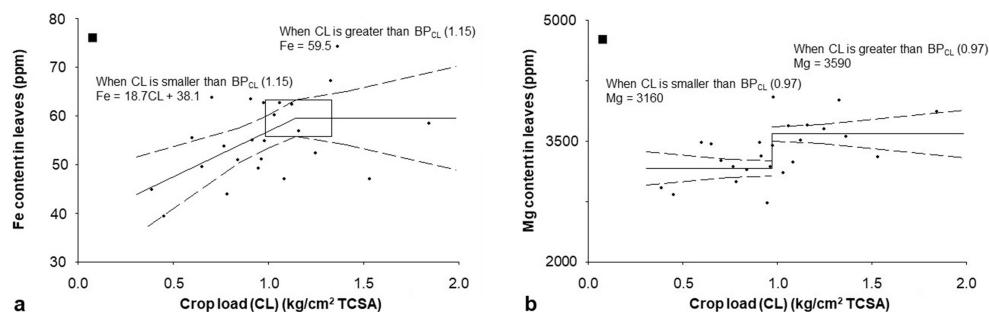 80
70
60
50
40
30
Fe content in leaves (ppm)
When CL is greater than BPCL (1.15)
Fe = 59.5
When CL is smaller than BPCL (1.15)
Fe = 18.7CL + 38.1
0.0 0.5 1.0 1.5 2.0
a Crop load (CL) (kg/cm² TCSA)
5000
3500
2000
Mg content in leaves (ppm)
When CL is greater than BPCL (0.97)
Mg = 3590
When CL is smaller than BPCL (0.97)
Mg = 3160
0.0 0.5 1.0 1.5 2.0
b Crop load (CL) (kg/cm² TCSA)